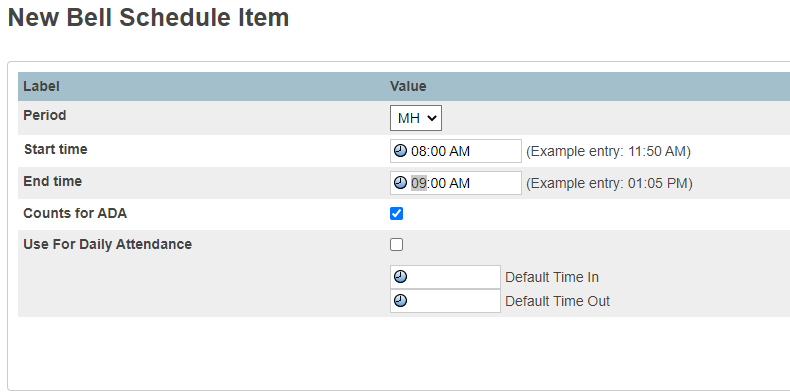 New Bell Schedule Item
Label Value
Period MH
Start time 08:00 AM (Example entry: 11:50 AM)
End time 09:00 AM (Example entry: 01:05 PM)
Counts for ADA
Use For Daily Attendance
Default Time In
Default Time Out